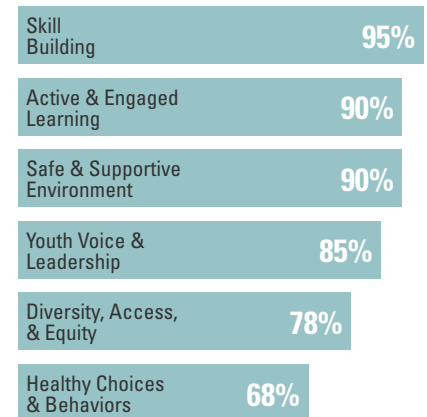 Skill
Building
95%
Active & Engaged
Learning
90%
Safe & Supportive
Environment
90%
Youth Voice &
Leadership
85%
Diversity, Access,
& Equity
78%
Healthy Choices
& Behaviors
68%